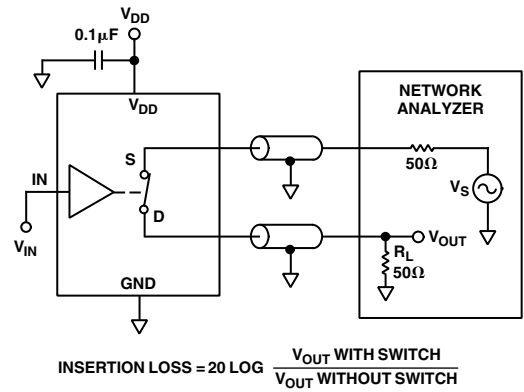 VDD
0.1μF
VDD
NETWORK
ANALYZER
S
50Ω
IN
VS
D
VIN
VOUT
RL
50Ω
GND
INSERTION LOSS = 20 LOG VOUT WITH SWITCH
VOUT WITHOUT SWITCH